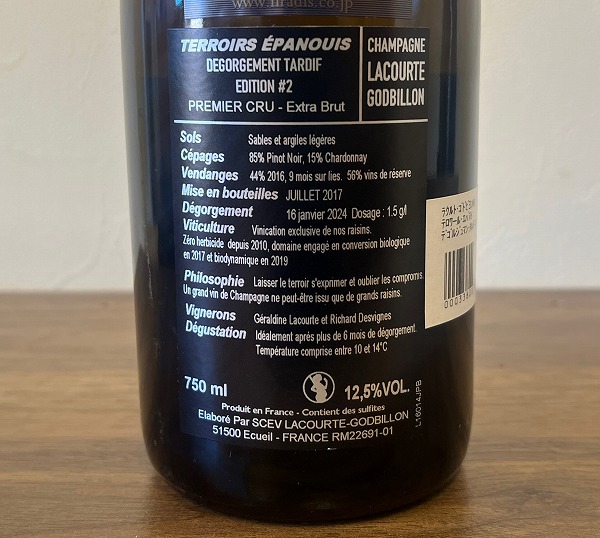 www.firadis.co.jp
TERROIRS ÉPANOUIS
DEGORGEMENT TARDIF
EDITION #2
PREMIER CRU - Extra Brut
CHAMPAGNE
LACOURTE
GODBILLON
Sols Sables et argiles légères
Cépages 85% Pinot Noir, 15% Chardonnay
Vendanges 44% 2016, 9 mois sur lies. 56% vins de réserve
Mise en bouteilles JUILLET 2017
Dégorgement 16 janvier 2024 Dosage : 1.5 g/l
Viticulture Vinication exclusive de nos raisins.
Zéro herbicide depuis 2010, domaine engagé en conversion biologique
en 2017 et biodynamique en 2019
Philosophie Laisser le terroir s'exprimer et oublier les compromis.
Un grand vin de Champagne ne peut-être issu que de grands raisins.
Vignerons Géraldine Lacourte et Richard Desvignes
Dégustation Idéalement aprés plus de 6 mois de dégorgement.
Température comprise entre 10 et 14°C
750 ml 12,5%VOL.
Produit en France - Contient des sulfites
Elaboré Par SCEV LACOURTE-GODBILLON
51500 Ecueil - FRANCE RM22691-01
L16014JPB